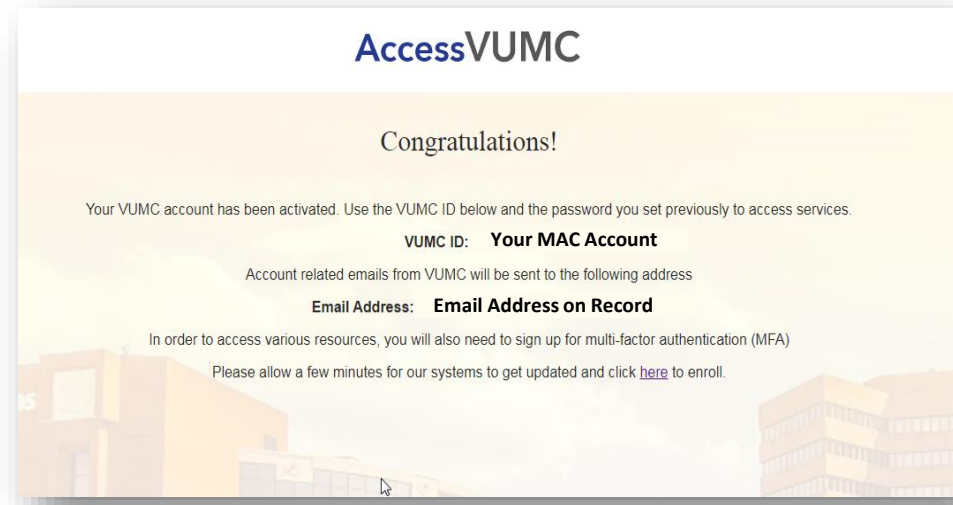 AccessVUMC
Congratulations!
Your VUMC account has been activated. Use the VUMC ID below and the password you set previously to access services.
VUMC ID: Your MAC Account
Account related emails from VUMC will be sent to the following address
Email Address: Email Address on Record
In order to access various resources, you will also need to sign up for multi-factor authentication (MFA)
Please allow a few minutes for our systems to get updated and click here to enroll.